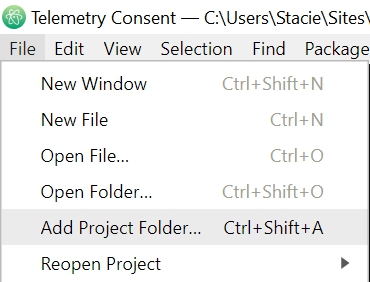 Telemetry Consent — C:\Users\Stacie\Sites\
File Edit View Selection Find Package
New Window Ctrl+Shift+N
New File Ctrl+N
Open File... Ctrl+O
Open Folder... Ctrl+Shift+O
Add Project Folder... Ctrl+Shift+A
Reopen Project